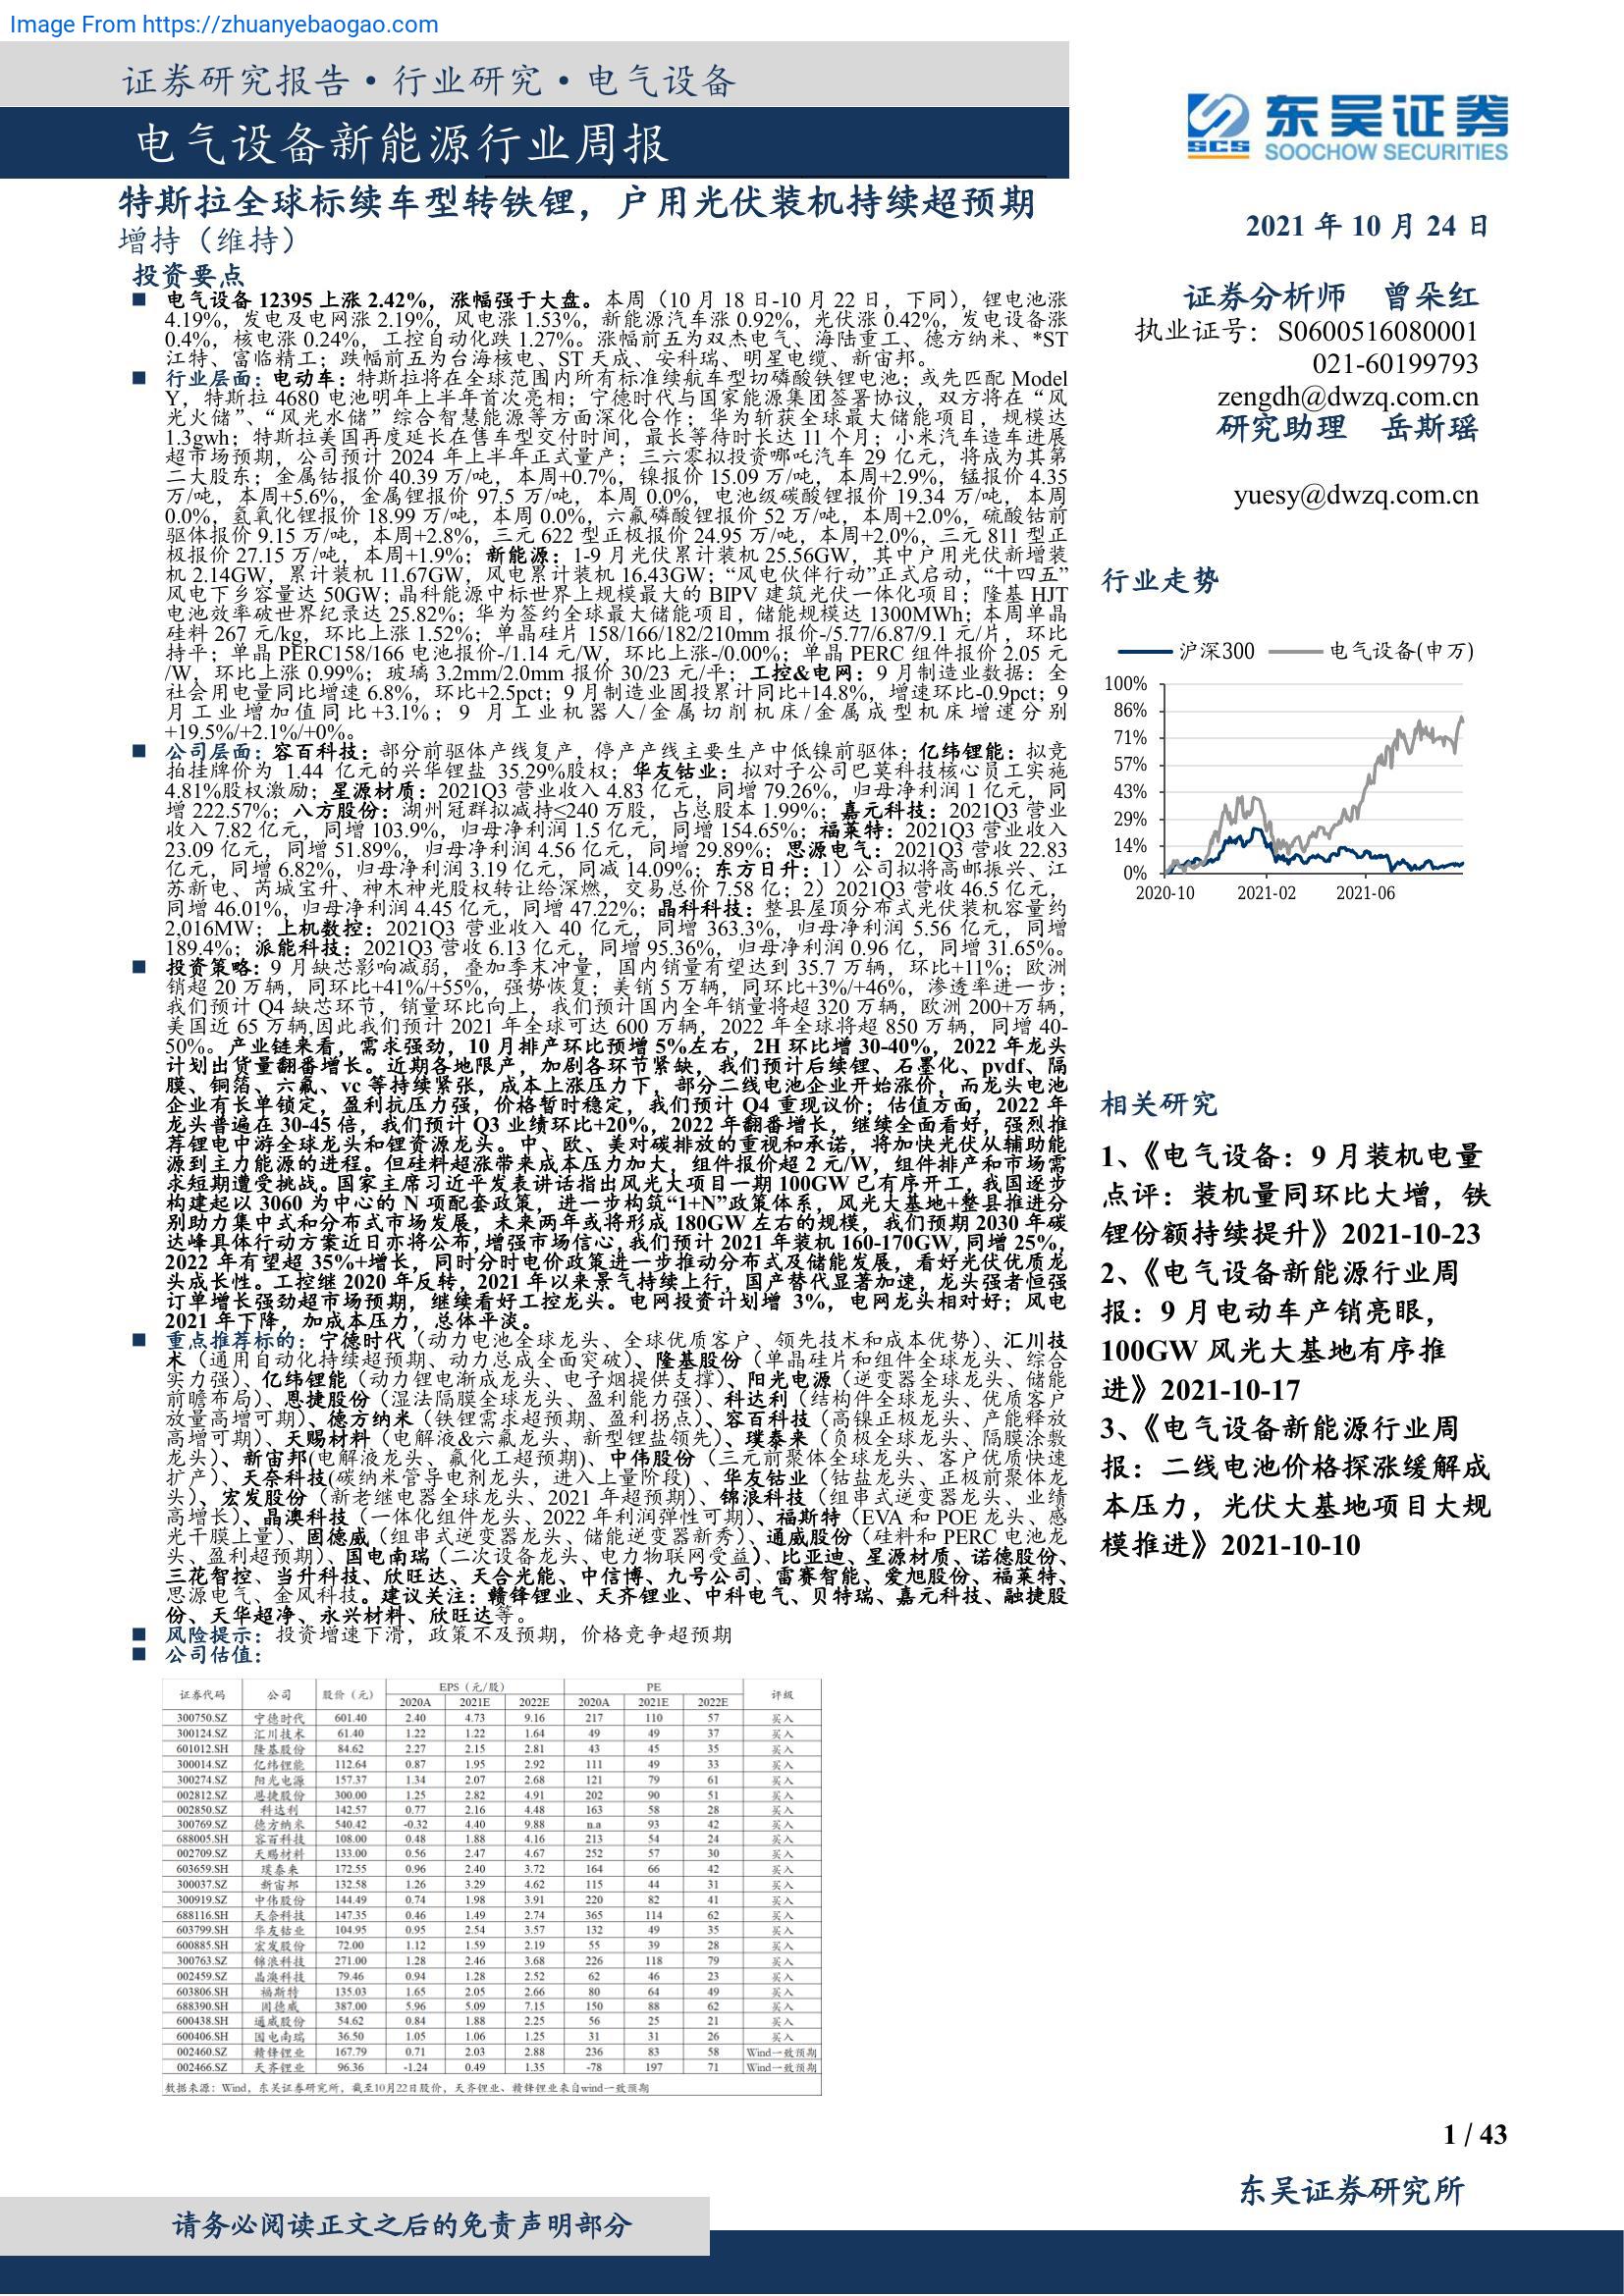 Image From https://zhuanyebaogao.com
证券研究报告·行业研究·电气设备
电气设备新能源行业周报
特斯拉全球标续车型转铁锂，户用光伏装机持续超预期
增持（维持）
投资要点
■ 电气设备 12395 上涨 2.42%，涨幅强于大盘。本周（10 月 18 日-10 月 22 日，下同），锂电池涨
4.19%，发电及电网涨 2.19%，风电涨 1.53%，新能源汽车涨 0.92%，光伏涨 0.42%，发电设备涨
0.4%，核电涨 0.24%，工控自动化跌 1.27%。涨幅前五为双杰电气、海陆重工、德方纳米、*ST
江特、富临精工；跌幅前五为台海核电、ST 天成、安科瑞、明星电缆、新宙邦。
■ 行业层面：电动车：特斯拉将在全球范围内所有标准续航车型切磷酸铁锂电池；或先匹配 Model
Y，特斯拉 4680 电池明年上半年首次亮相；宁德时代与国家能源集团签署协议，双方将在“风
光火储”、“风光水储”综合智慧能源等方面深化合作；华为斩获全球最大储能项目，规模达
1.3gwh；特斯拉美国再度延长在售车型交付时间，最长等待时长达 11 个月；小米汽车造车进展
超市场预期，公司预计 2024 年上半年正式量产；三六零拟投资哪吒汽车 29 亿元，将成为其第
二大股东；金属钴报价 40.39 万/吨，本周+0.7%，镍报价 15.09 万/吨，本周+2.9%，锰报价 4.35
万/吨，本周+5.6%，金属锂报价 97.5 万/吨，本周 0.0%，电池级碳酸锂报价 19.34 万/吨，本周
0.0%，氢氧化锂报价 18.99 万/吨，本周 0.0%，六氟磷酸锂报价 52 万/吨，本周+2.0%，硫酸钴前
驱体报价 9.15 万/吨，本周+2.8%，三元 622 型正极报价 24.95 万/吨，本周+2.0%，三元 811 型正
极报价 27.15 万/吨，本周+1.9%；新能源：1-9 月光伏累计装机 25.56GW，其中户用光伏新增装
机 2.14GW，累计装机 11.67GW，风电累计装机 16.43GW；“风电伙伴行动”正式启动，“十四五”
风电下乡容量达 50GW；晶科能源中标世界上规模最大的 BIPV 建筑光伏一体化项目；隆基 HJT
电池效率破世界纪录达 25.82%；华为签约全球最大储能项目，储能规模达 1300MWh；本周单晶
硅料 267 元/kg，环比上涨 1.52%；单晶硅片 158/166/182/210mm 报价-/5.77/6.87/9.1 元/片，环比
持平；单晶 PERC158/166 电池报价-/1.14 元/W，环比上涨-/0.00%；单晶 PERC 组件报价 2.05 元
/W，环比上涨 0.99%；玻璃 3.2mm/2.0mm 报价 30/23 元/平；工控&电网：9 月制造业数据：全
社会用电量同比增速 6.8%，环比+2.5pct；9 月制造业固投累计同比+14.8%，增速环比-0.9pct；9
月工业增加值同比+3.1%；9 月工业机器人/金属切削机床/金属成型机床增速分别
+19.5%/+2.1%/+0%。
■ 公司层面：容百科技：部分前驱体产线复产，停产产线主要生产中低镍前驱体；亿纬锂能：拟竞
拍挂牌价为 1.44 亿元的兴华锂盐 35.29%股权；华友钴业：拟对子公司巴莫科技核心员工实施
4.81%股权激励；星源材质：2021Q3 营业收入 4.83 亿元，同增 79.26%，归母净利润 1 亿元，同
增 222.57%；八方股份：湖州冠群拟减持≤240 万股，占总股本 1.99%；嘉元科技：2021Q3 营业
收入 7.82 亿元，同增 103.9%，归母净利润 1.5 亿元，同增 154.65%；福莱特：2021Q3 营业收入
23.09 亿元，同增 51.89%，归母净利润 4.56 亿元，同增 29.89%；思源电气：2021Q3 营收 22.83
亿元，同增 6.82%，归母净利润 3.19 亿元，同减 14.09%；东方日升：1）公司拟将高邮振兴、江
苏新电、芮城宝升、神木神光股权转让给深燃，交易总价 7.58 亿；2）2021Q3 营收 46.5 亿元，
同增 46.01%，归母净利润 4.45 亿元，同增 47.22%；晶科科技：整县屋顶分布式光伏装机容量约
2,016MW；上机数控：2021Q3 营业收入 40 亿元，同增 363.3%，归母净利润 5.56 亿元，同增
189.4%；派能科技：2021Q3 营收 6.13 亿元，同增 95.36%，归母净利润 0.96 亿，同增 31.65%。
■ 投资策略：9 月缺芯影响减弱，叠加季末冲量，国内销量有望达到 35.7 万辆，环比+11%；欧洲
销超 20 万辆，同环比+41%/+55%，强势恢复；美销 5 万辆，同环比+3%/+46%，渗透率进一步；
我们预计 Q4 缺芯环节，销量环比向上，我们预计国内全年销量将超 320 万辆，欧洲 200+万辆，
美国近 65 万辆,因此我们预计 2021 年全球可达 600 万辆，2022 年全球将超 850 万辆，同增 40-
50%。产业链来看，需求强劲，10 月排产环比预增 5%左右，2H 环比增 30-40%，2022 年龙头
计划出货量翻番增长。近期各地限产，加剧各环节紧缺，我们预计后续锂、石墨化、pvdf、隔
膜、铜箔、六氟、vc 等持续紧张，成本上涨压力下，部分二线电池企业开始涨价，而龙头电池
企业有长单锁定，盈利抗压力强，价格暂时稳定，我们预计 Q4 重现议价；估值方面，2022 年
龙头普遍在 30-45 倍，我们预计 Q3 业绩环比+20%，2022 年翻番增长，继续全面看好，强烈推
荐锂电中游全球龙头和锂资源龙头。中、欧、美对碳排放的重视和承诺，将加快光伏从辅助能
源到主力能源的进程。但硅料超涨带来成本压力加大，组件报价超 2 元/W，组件排产和市场需
求短期遭受挑战。国家主席习近平发表讲话指出风光大项目一期 100GW 已有序开工，我国逐步
构建起以 3060 为中心的 N 项配套政策，进一步构筑“1+N”政策体系，风光大基地+整县推进分
别助力集中式和分布式市场发展，未来两年或将形成 180GW 左右的规模，我们预期 2030 年碳
达峰具体行动方案近日亦将公布,增强市场信心,我们预计 2021 年装机 160-170GW,同增 25%,
2022 年有望超 35%+增长，同时分时电价政策进一步推动分布式及储能发展，看好光伏优质龙
头成长性。工控继 2020 年反转，2021 年以来景气持续上行，国产替代显著加速，龙头强者恒强
订单增长强劲超市场预期，继续看好工控龙头。电网投资计划增 3%，电网龙头相对好；风电
2021 年下降，加成本压力，总体平淡。
■ 重点推荐标的：宁德时代（动力电池全球龙头、全球优质客户、领先技术和成本优势）、汇川技
术（通用自动化持续超预期、动力总成全面突破）、隆基股份（单晶硅片和组件全球龙头、综合
实力强）、亿纬锂能（动力锂电渐成龙头、电子烟提供支撑）、阳光电源（逆变器全球龙头、储能
前瞻布局）、恩捷股份（湿法隔膜全球龙头、盈利能力强）、科达利（结构件全球龙头、优质客户
放量高增可期）、德方纳米（铁锂需求超预期、盈利拐点）、容百科技（高镍正极龙头、产能释放
高增可期）、天赐材料（电解液&六氟龙头、新型锂盐领先）、璞泰来（负极全球龙头、隔膜涂敷
龙头）、新宙邦(电解液龙头、氟化工超预期）、中伟股份（三元前聚体全球龙头、客户优质快速
扩产）、天奈科技(碳纳米管导电剂龙头，进入上量阶段）、华友钴业（钴盐龙头、正极前聚体龙
头）、宏发股份（新老继电器全球龙头、2021 年超预期）、锦浪科技（组串式逆变器龙头、业绩
高增长）、晶澳科技（一体化组件龙头、2022 年利润弹性可期）、福斯特（EVA 和 POE 龙头、感
光干膜上量）、固德威（组串式逆变器龙头、储能逆变器新秀）、通威股份（硅料和 PERC 电池龙
头、盈利超预期）、国电南瑞（二次设备龙头、电力物联网受益）、比亚迪、星源材质、诺德股份、
三花智控、当升科技、欣旺达、天合光能、中信博、九号公司、雷赛智能、爱旭股份、福莱特、
思源电气、金风科技。建议关注：赣锋锂业、天齐锂业、中科电气、贝特瑞、嘉元科技、融捷股
份、天华超净、永兴材料、欣旺达等。
■ 风险提示：投资增速下滑，政策不及预期，价格竞争超预期
■ 公司估值：
证券代码 公司 股价（元） EPS（元/股） PE 评级
2020A 2021E 2022E 2020A 2021E 2022E
300750.SZ 宁德时代 601.40 2.40 4.73 9.16 217 110 57 买入
300124.SZ 汇川技术 61.40 1.22 1.22 1.64 49 49 37 买入
601012.SH 隆基股份 84.62 2.27 2.15 2.81 43 45 35 买入
300014.SZ 亿纬锂能 112.64 0.87 1.95 2.92 111 49 33 买入
300274.SZ 阳光电源 157.37 1.34 2.07 2.68 121 79 61 买入
002812.SZ 恩捷股份 300.00 1.25 2.82 4.91 202 90 51 买入
002850.SZ 科达利 142.57 0.77 2.16 4.48 163 58 28 买入
300769.SZ 德方纳米 540.42 -0.32 4.40 9.88 n.a 93 42 买入
688005.SH 容百科技 108.00 0.48 1.88 4.16 213 54 24 买入
002709.SZ 天赐材料 133.00 0.56 2.47 4.67 252 57 30 买入
603659.SH 璞泰来 172.55 0.96 2.40 3.72 164 66 42 买入
300037.SZ 新宙邦 132.58 1.26 3.29 4.62 115 44 31 买入
300919.SZ 中伟股份 144.49 0.74 1.98 3.91 220 82 41 买入
688116.SH 天奈科技 147.35 0.46 1.49 2.74 365 114 62 买入
603799.SH 华友钴业 104.95 0.95 2.54 3.57 132 49 35 买入
600885.SH 宏发股份 72.00 1.12 1.59 2.19 55 39 28 买入
300763.SZ 锦浪科技 271.00 1.28 2.46 3.68 226 118 79 买入
002459.SZ 晶澳科技 79.46 0.94 1.28 2.52 62 46 23 买入
603806.SH 福斯特 135.03 1.65 2.05 2.66 80 64 49 买入
688390.SH 固德威 387.00 5.96 5.09 7.15 150 88 62 买入
600438.SH 通威股份 54.62 0.84 1.88 2.25 56 25 21 买入
600406.SH 国电南瑞 36.50 1.05 1.06 1.25 31 31 26 买入
002460.SZ 赣锋锂业 167.79 0.71 2.03 2.88 236 83 58 Wind一致预期
002466.SZ 天齐锂业 96.36 -1.24 0.49 1.35 -78 197 71 Wind一致预期
数据来源：Wind，东吴证券研究所，截至10月22日股价，天齐锂业、赣锋锂业来自wind一致预期
SCS 东吴证券
SOOCHOW SECURITIES
2021 年 10 月 24 日
证券分析师 曾朵红
执业证号：S0600516080001
021-60199793
zengdh@dwzq.com.cn
研究助理 岳斯瑶
yuesy@dwzq.com.cn
行业走势
沪深300 电气设备(申万)
100%
86%
71%
57%
43%
29%
14%
0%
2020-10 2021-02 2021-06
相关研究
1、《电气设备：9 月装机电量
点评：装机量同环比大增，铁
锂份额持续提升》2021-10-23
2、《电气设备新能源行业周
报：9 月电动车产销亮眼，
100GW 风光大基地有序推
进》2021-10-17
3、《电气设备新能源行业周
报：二线电池价格探涨缓解成
本压力，光伏大基地项目大规
模推进》2021-10-10
1 / 43
东吴证券研究所
请务必阅读正文之后的免责声明部分